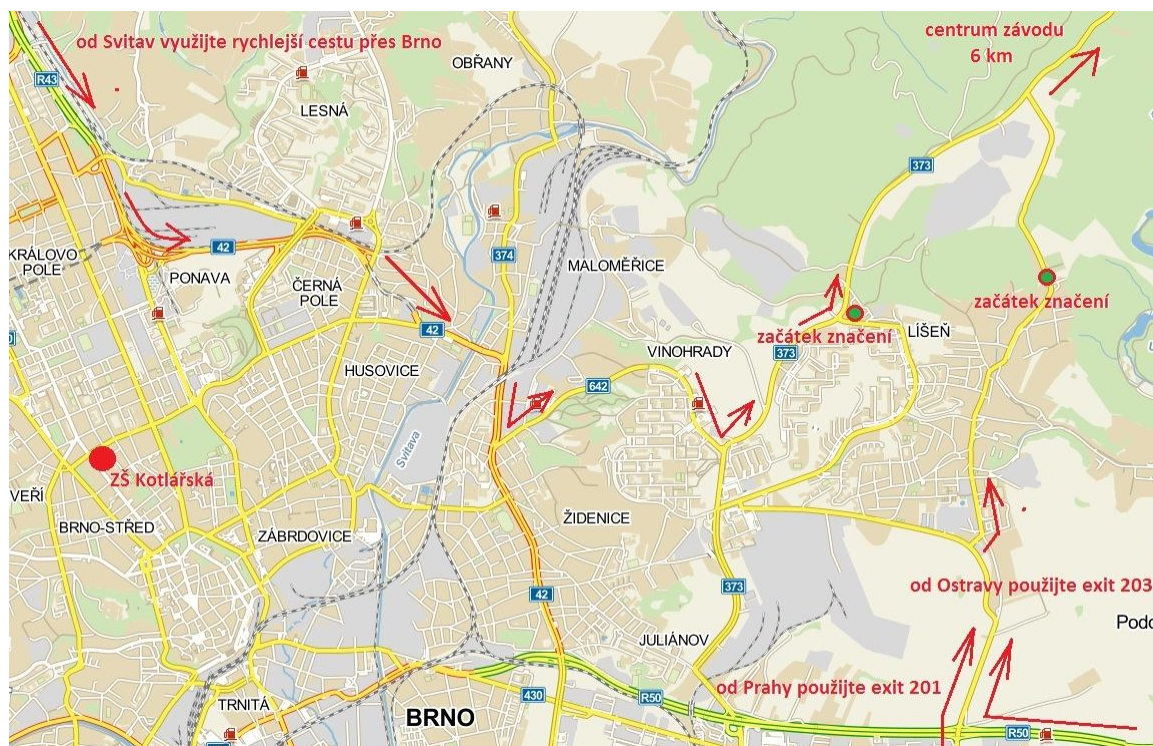 od Svitav využijte rychlejší cestu přes Brno
centrum závodu
6 km
OBŘANY
R43
LESNÁ
373
374
KRÁLOVO
POLE
42
PONAVA
MALOMĚŘICE
ČERNÁ
POLE
začátek značení
začátek značení
42
LÍŠEŇ
VINOHRADY
373
HUSOVICE
642
Svitava
ZŠ Kotlářská
VEŘÍ
BRNO-STŘED
ZÁBRDOVICE
ŽIDENICE
373
od Ostravy použijte exit 203
42
JULIÁNOV
Podo
od Prahy použijte exit 201
430
R50
TRNITÁ
BRNO
R50